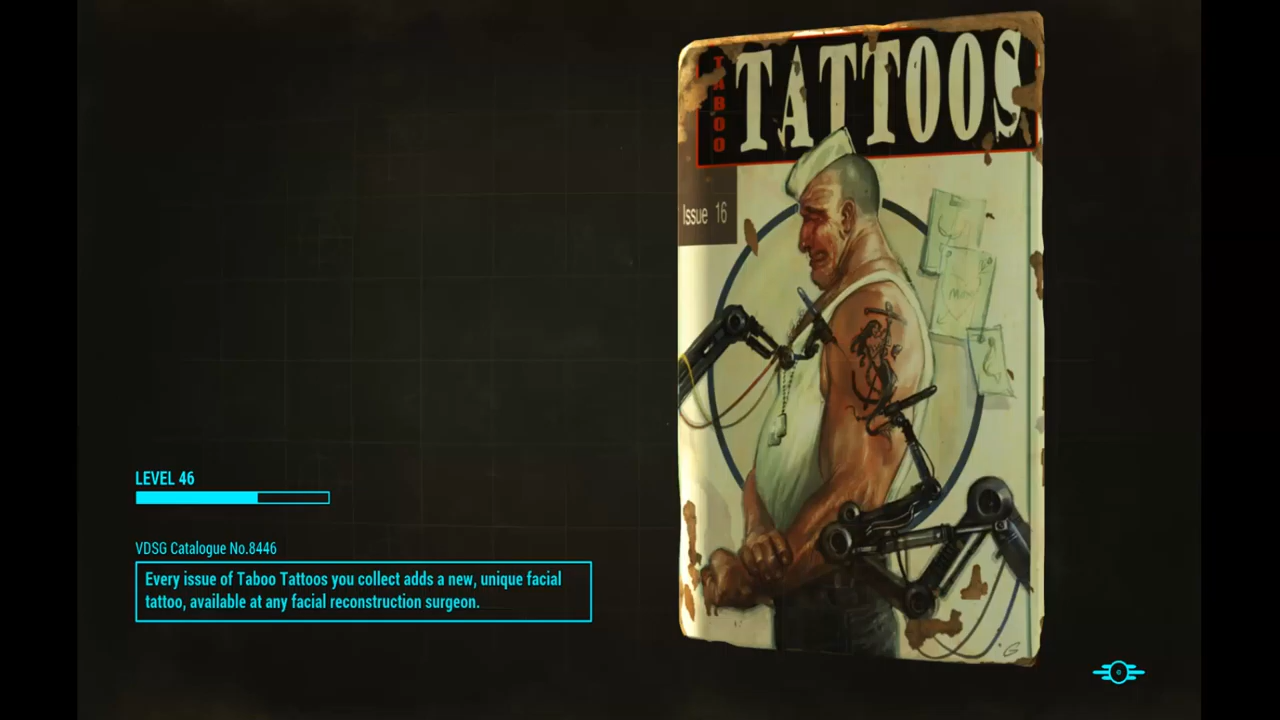 TABOO
TATTOOS
Issue 16
LEVEL 46
VDSG Catalogue No.8446
Every issue of Taboo Tattoos you collect adds a new, unique facial
tattoo, available at any facial reconstruction surgeon.